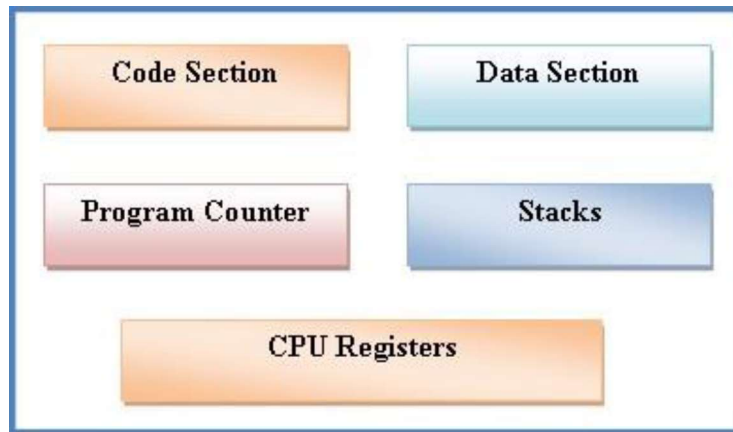 Code Section
Data Section
Program Counter
Stacks
CPU Registers